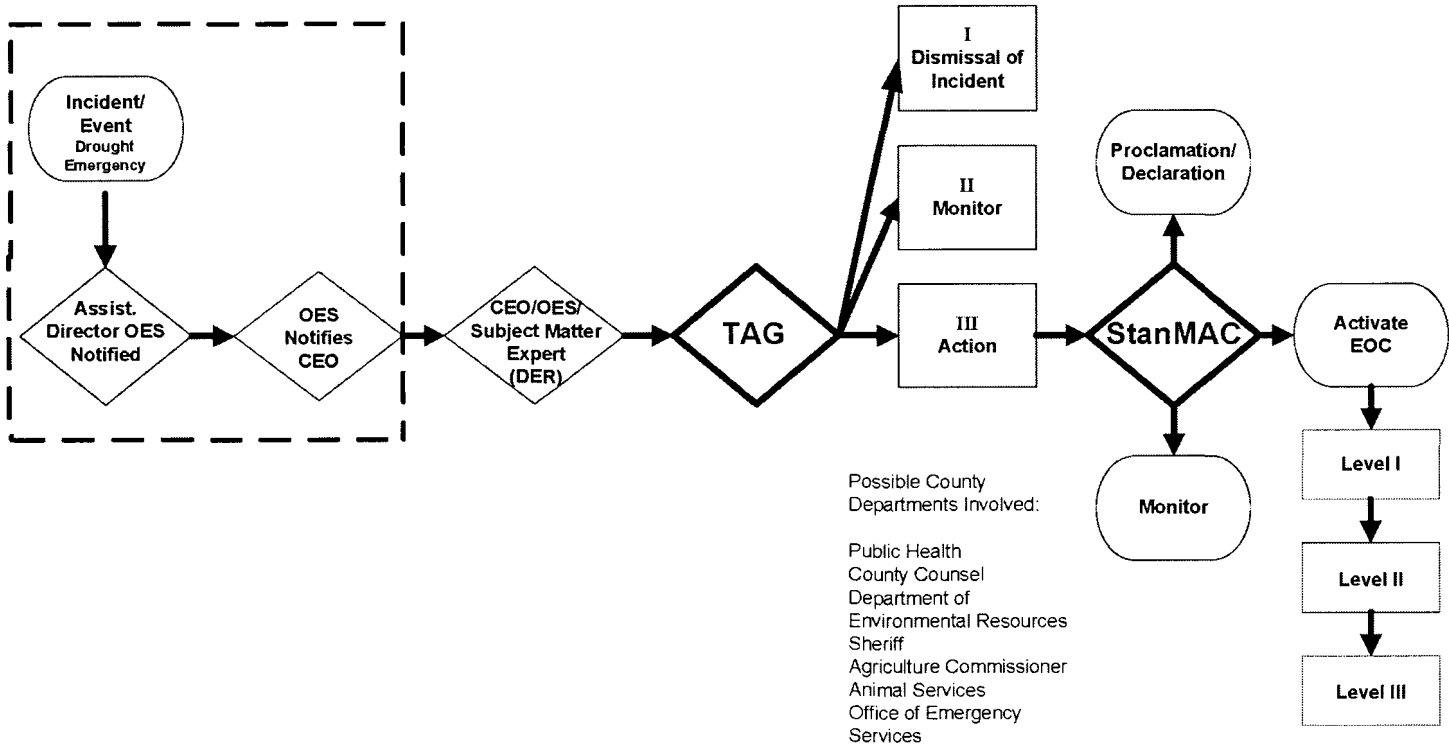 Incident/
Event
Drought
Emergency
Assist.
Director OES
Notified
OES
Notifies
CEO
CEO/OES/
Subject Matter
Expert
(DER)
TAG
I
Dismissal of
Incident
II
Monitor
III
Action
Proclamation/
Declaration
StanMAC
Monitor
Activate
EOC
Level I
Level II
Level III
Possible County
Departments Involved:
Public Health
County Counsel
Department of
Environmental Resources
Sheriff
Agriculture Commissioner
Animal Services
Office of Emergency
Services